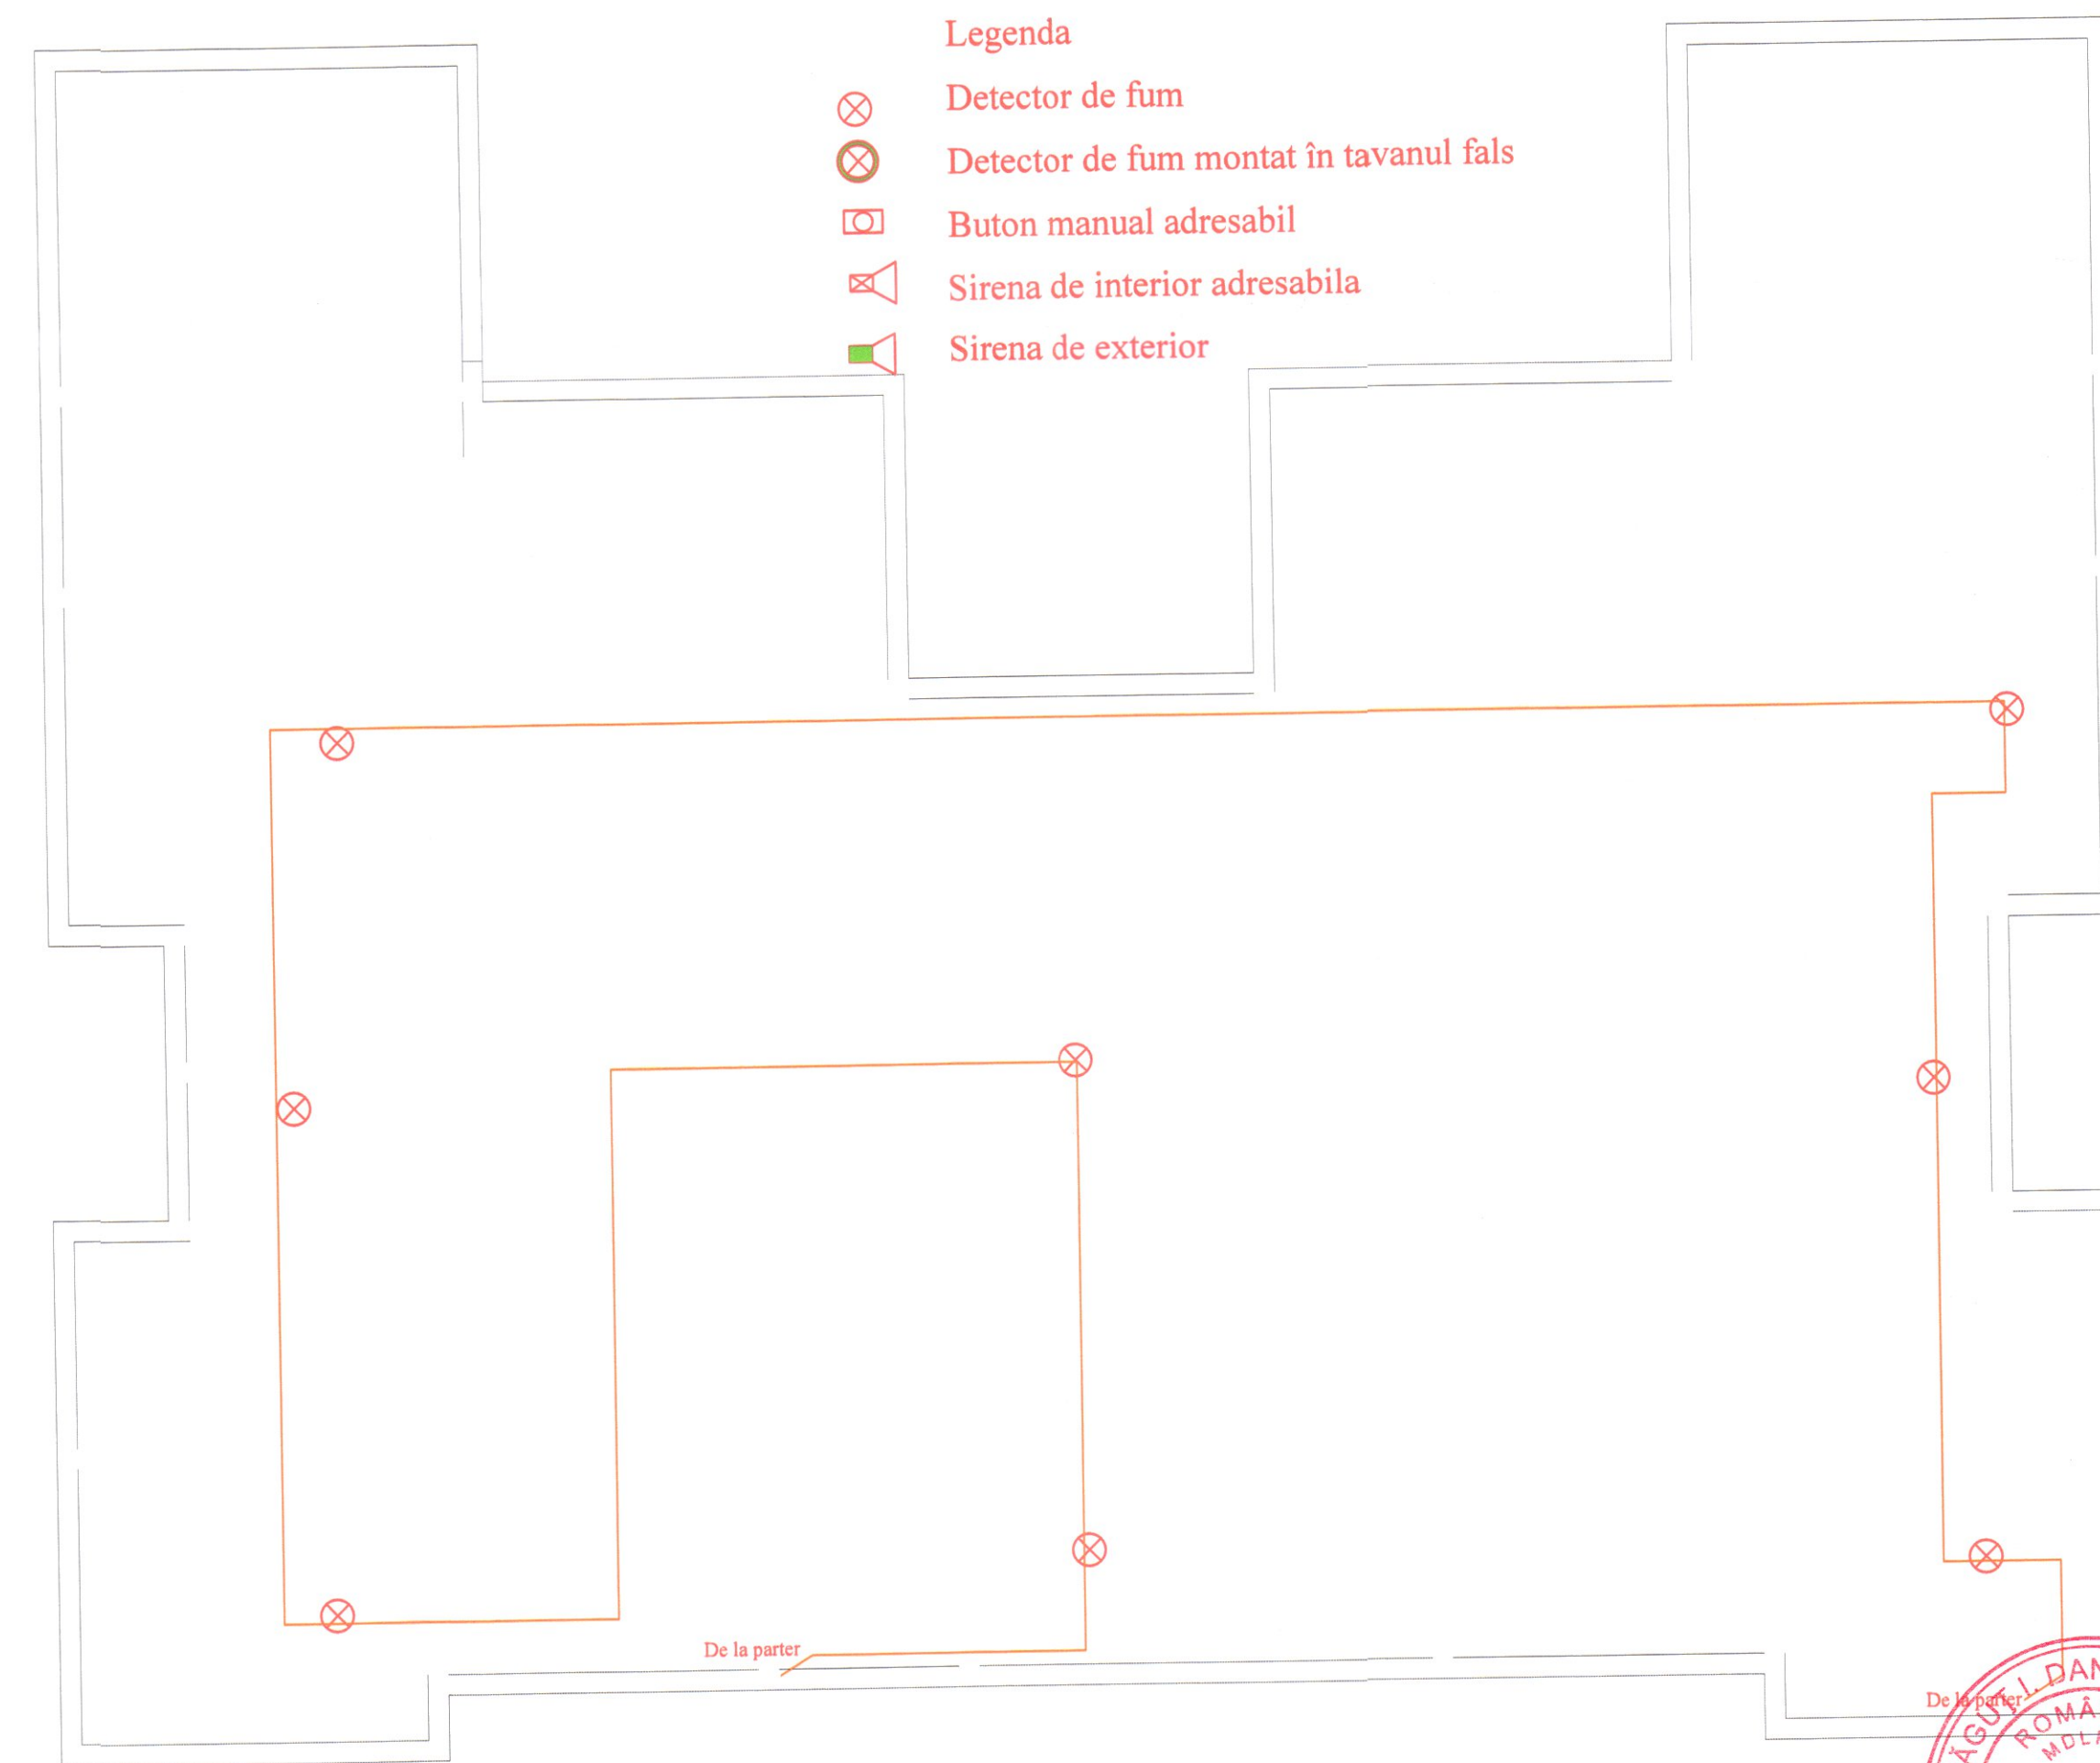 Legenda
Detector de fum
Detector de fum montat în tavanul fals
Buton manual adresabil
Sirena de interior adresabila
Sirena de exterior
De la parter
De la parter